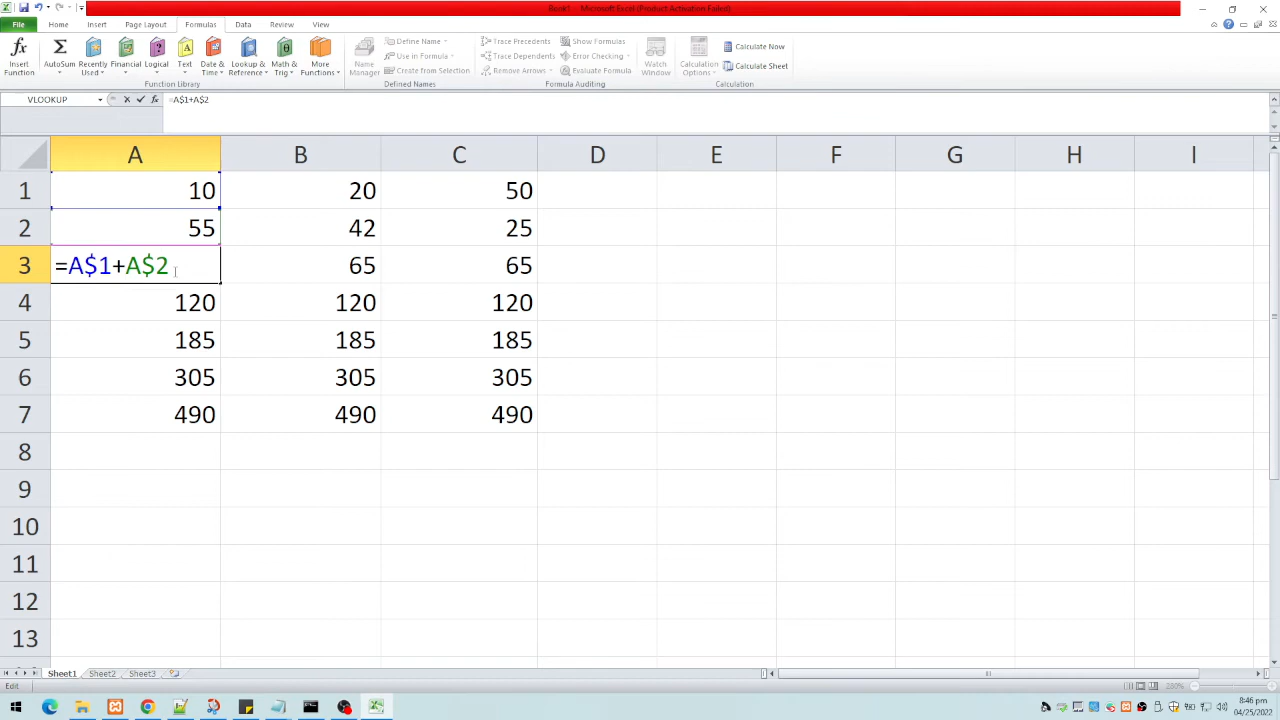 Book1 - Microsoft Excel (Product Activation Failed)
File Home Insert Page Layout Formulas Data Review View
Insert Function
AutoSum
Recently Used
Financial
Logical
Text
Date & Time
Lookup & Reference
Math & Trig
More Functions
Function Library
Name Manager
Define Name
Use in Formula
Create from Selection
Defined Names
Trace Precedents
Trace Dependents
Remove Arrows
Show Formulas
Error Checking
Evaluate Formula
Formula Auditing
Watch Window
Calculation Options
Calculate Now
Calculate Sheet
Calculation
VLOOKUP fx =A$1+A$2
A B C D E F G H I
1 10 20 50
2 55 42 25
3 =A$1+A$2 65 65
4 120 120 120
5 185 185 185
6 305 305 305
7 490 490 490
8
9
10
11
12
13
Sheet1 Sheet2 Sheet3
Edit 280%
8:46 pm
04/25/2022